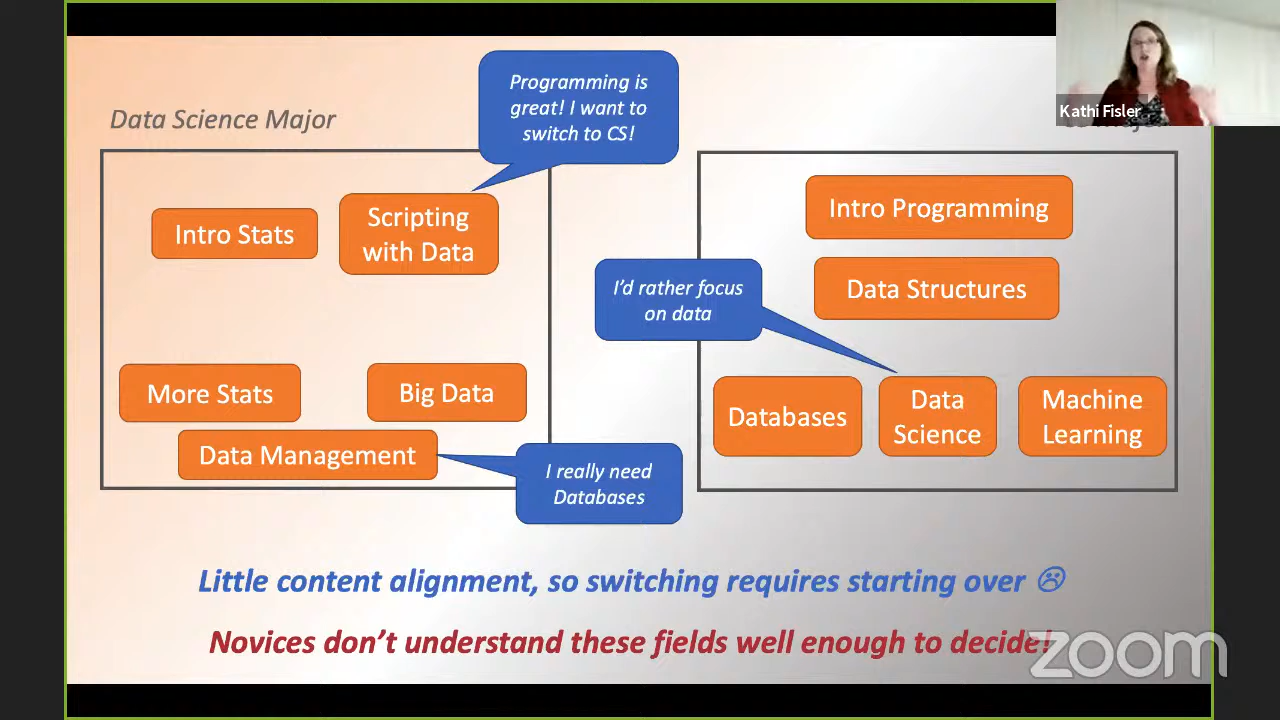 Kathi Fisler
Data Science Major
Programming is
great! I want to
switch to CS!
Intro Stats
Scripting
with Data
More Stats
Big Data
Data Management
I really need
Databases
I'd rather focus
on data
Intro Programming
Data Structures
Databases
Data
Science
Machine
Learning
Little content alignment, so switching requires starting over ☹
Novices don't understand these fields well enough to decide!
zoom